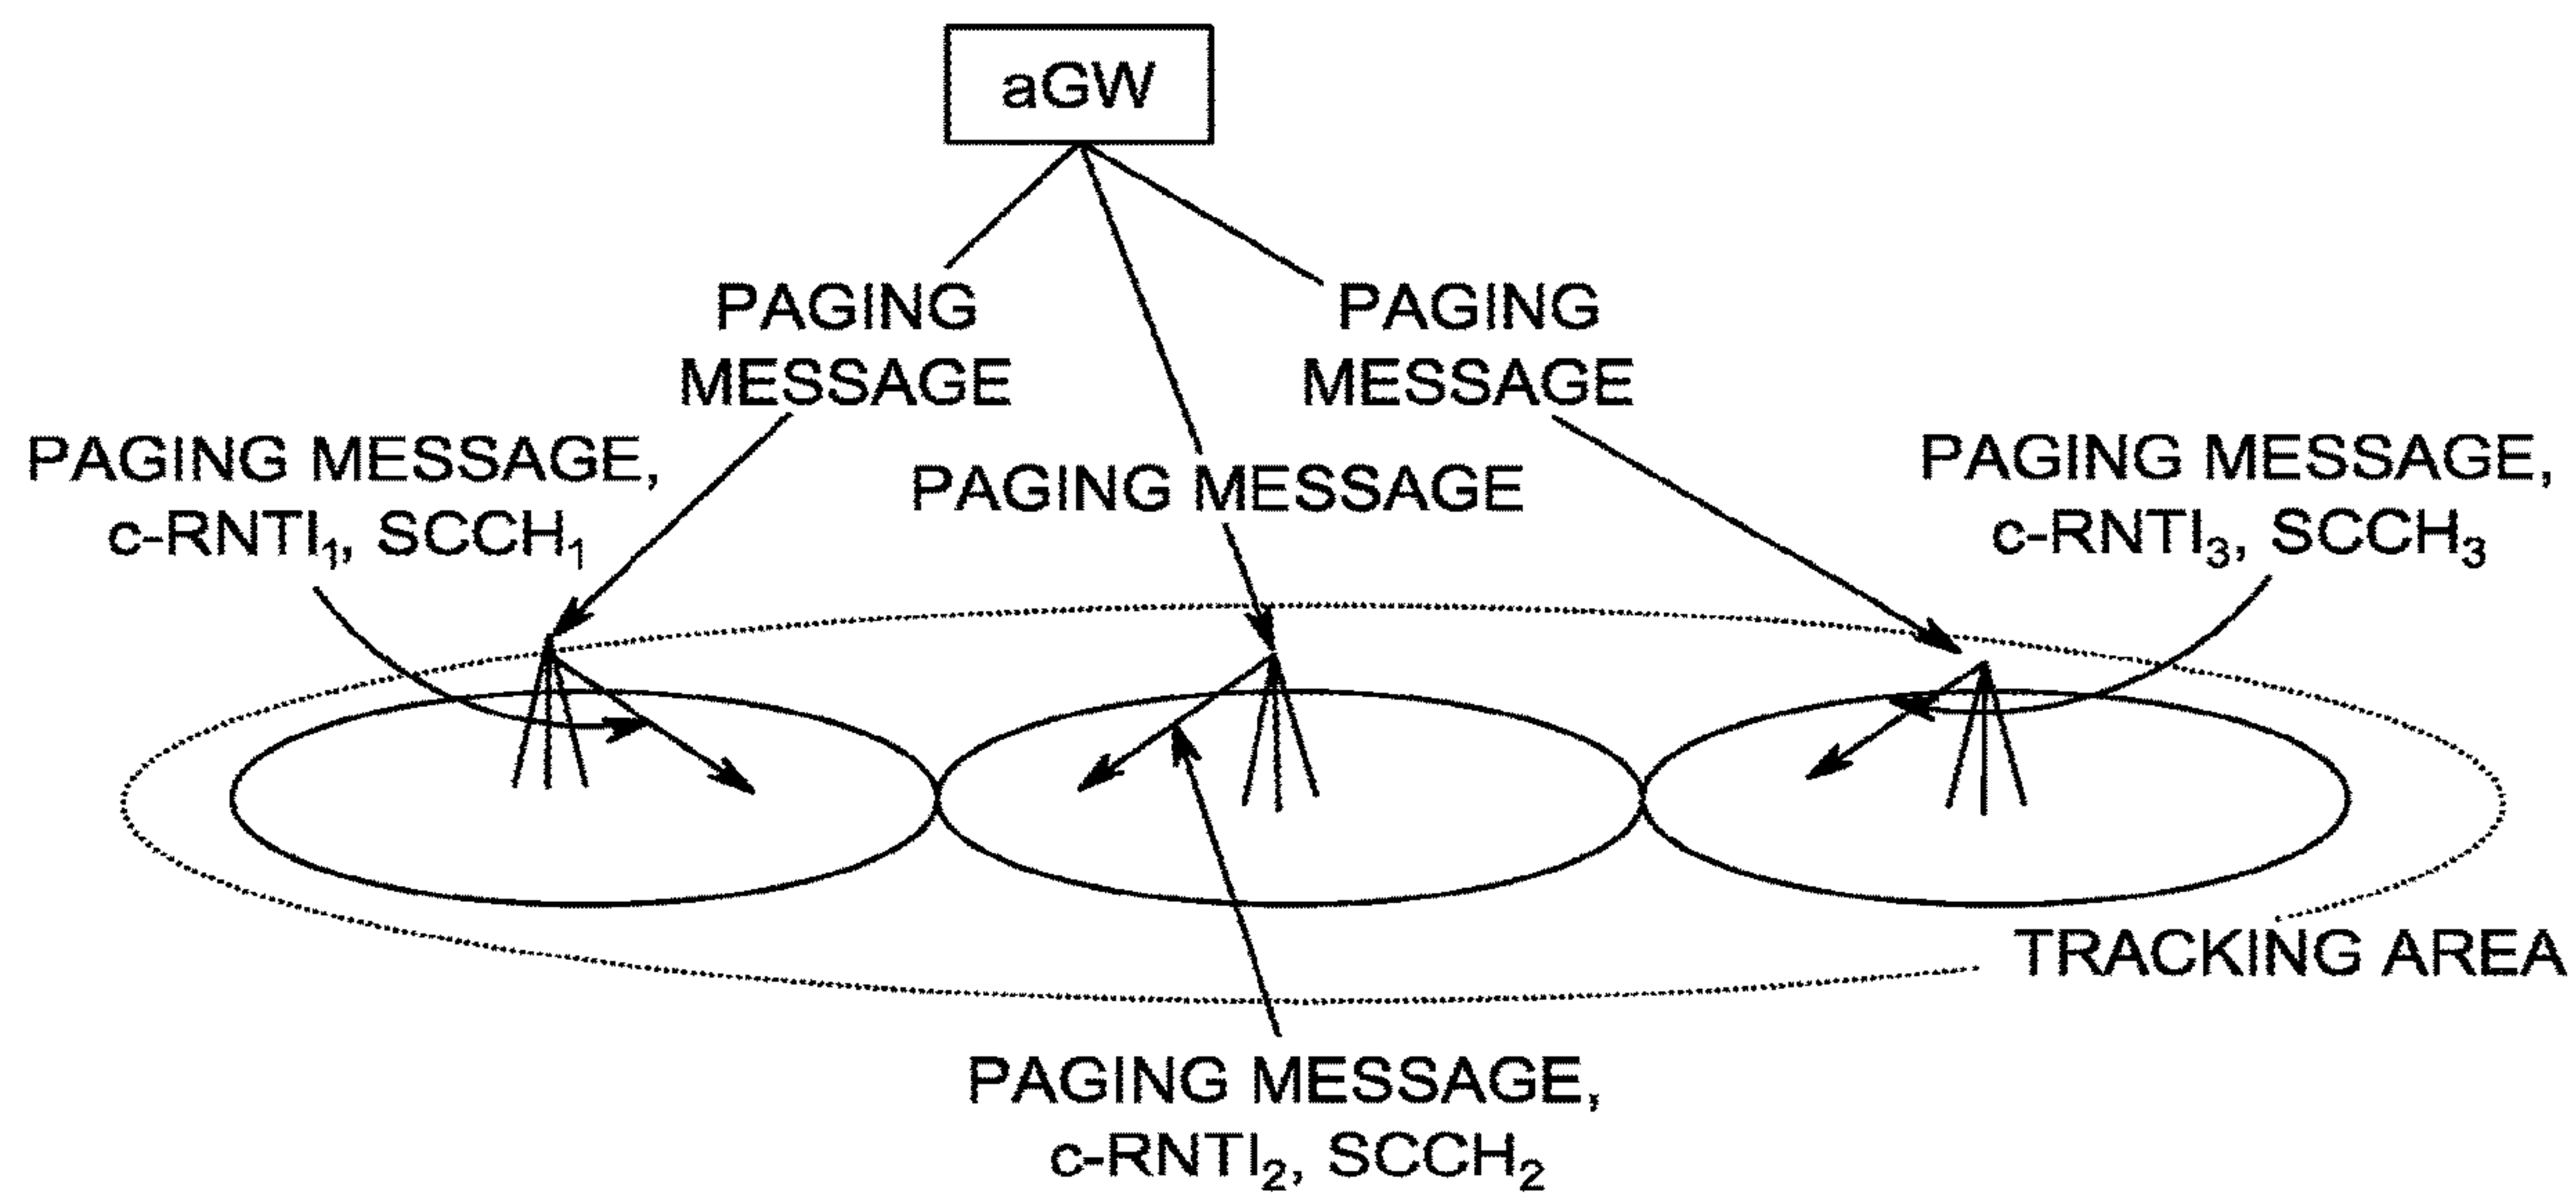 aGW
PAGING
MESSAGE
PAGING
MESSAGE
PAGING MESSAGE,
c-RNTI₁, SCCH₁
PAGING MESSAGE
PAGING MESSAGE,
c-RNTI₃, SCCH₃
TRACKING AREA
PAGING MESSAGE,
c-RNTI₂, SCCH₂